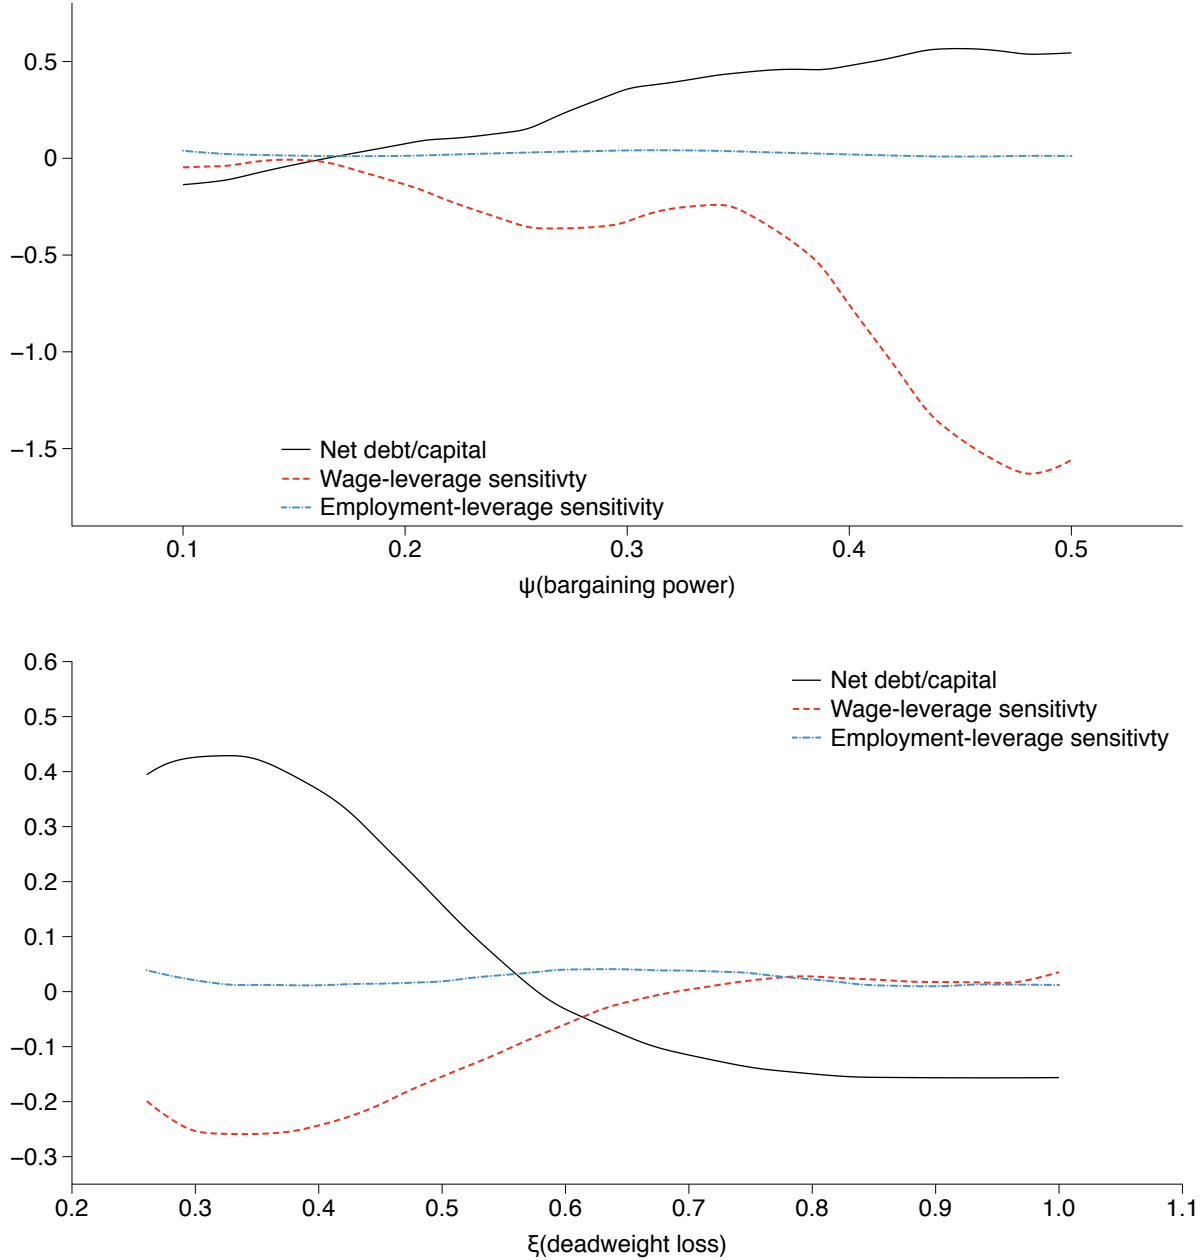 0.5
0
−0.5
−1.0
−1.5
Net debt/capital
Wage-leverage sensitivty
Employment-leverage sensitivity
0.1 0.2 0.3 0.4 0.5
ψ(bargaining power)
0.6
0.5
0.4
0.3
0.2
0.1
0
−0.1
−0.2
−0.3
Net debt/capital
Wage-leverage sensitivty
Employment-leverage sensitivty
0.2 0.3 0.4 0.5 0.6 0.7 0.8 0.9 1.0 1.1
ξ(deadweight loss)